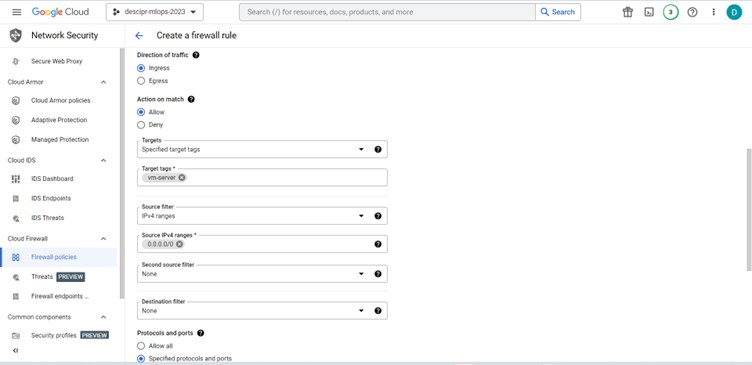 Google Cloud
descipr-mlops-2023
Search (/) for resources, docs, products, and more
Search
3
D
Network Security
Create a firewall rule
Secure Web Proxy
Cloud Armor
Cloud Armor policies
Adaptive Protection
Managed Protection
Cloud IDS
IDS Dashboard
IDS Endpoints
IDS Threats
Cloud Firewall
Firewall policies
Threats PREVIEW
Firewall endpoints ...
Common components
Security profiles PREVIEW
Direction of traffic
Ingress
Egress
Action on match
Allow
Deny
Targets
Specified target tags
Target tags *
vm-server
Source filter
IPv4 ranges
Source IPv4 ranges *
0.0.0.0/0
Second source filter
None
Destination filter
None
Protocols and ports
Allow all
Specified protocols and ports